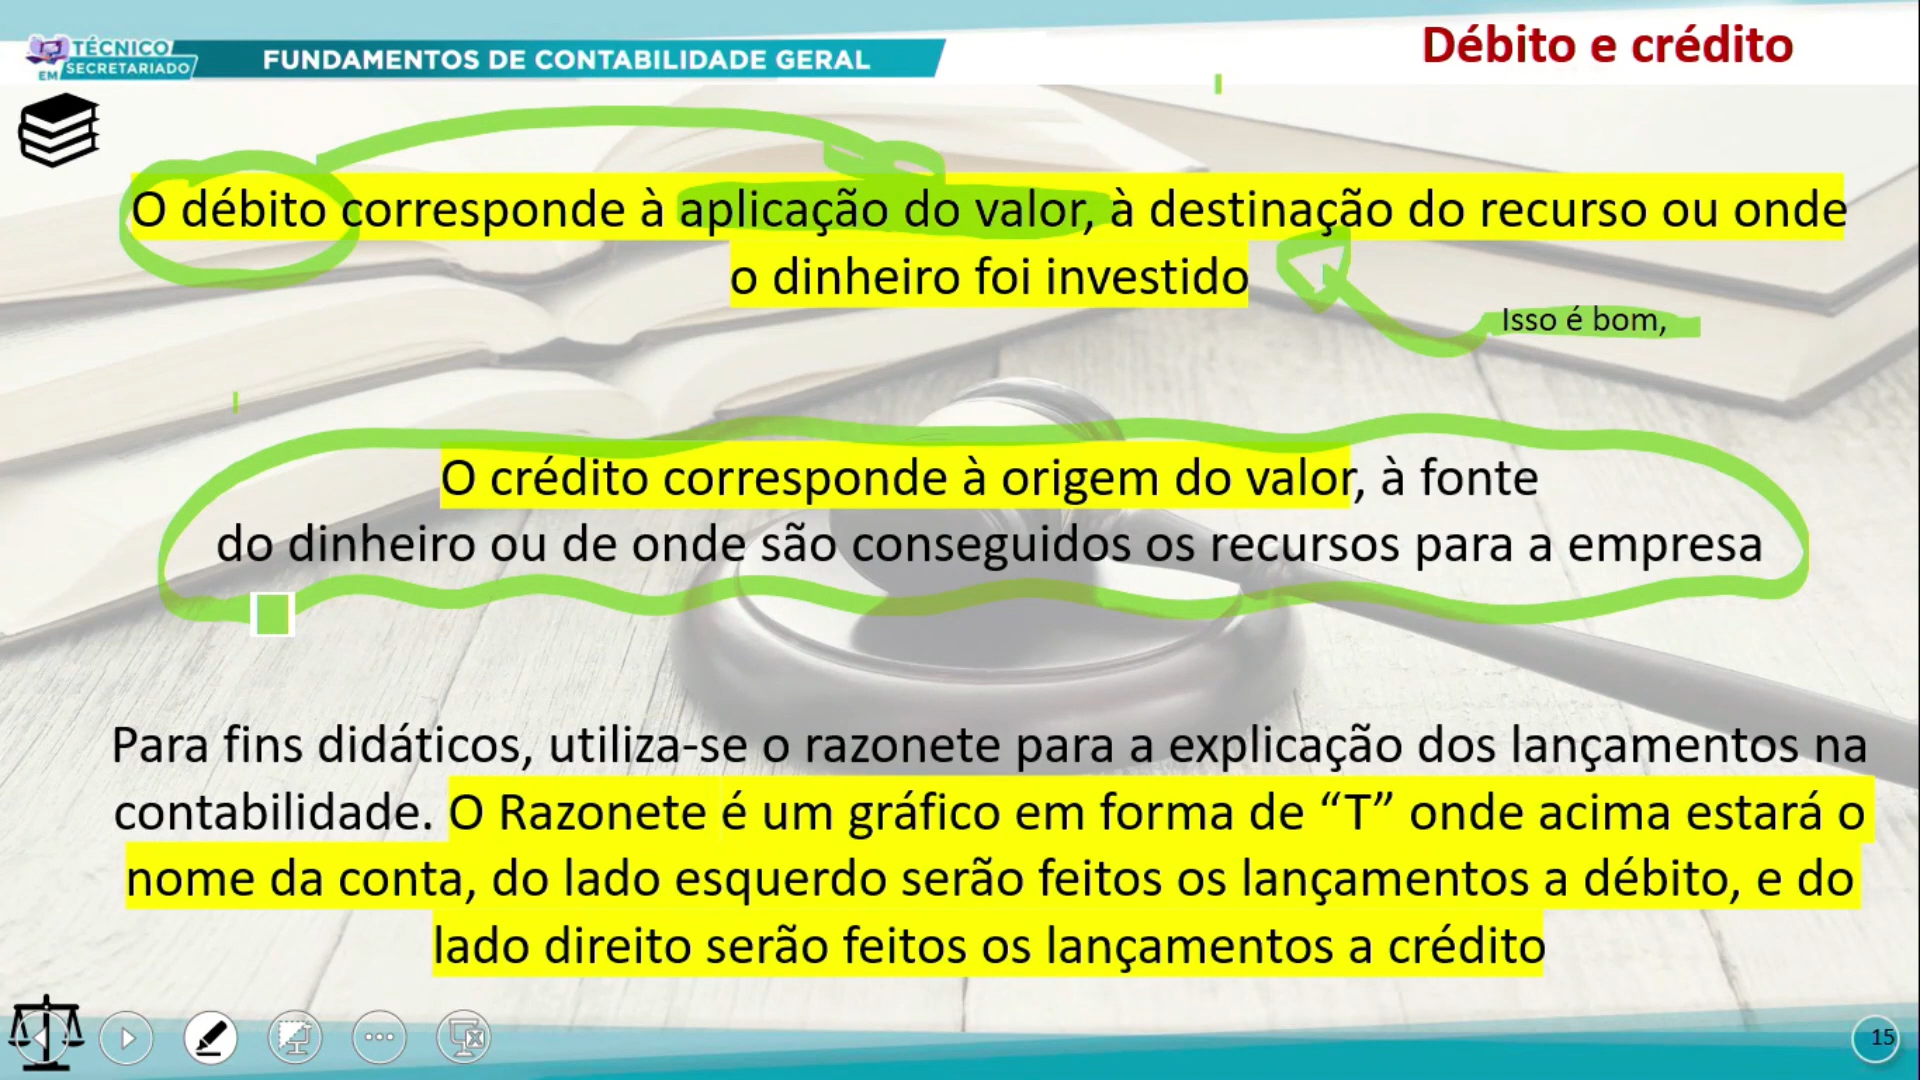 TÉCNICO
EM SECRETARIADO
FUNDAMENTOS DE CONTABILIDADE GERAL
Débito e crédito
O débito corresponde à aplicação do valor, à destinação do recurso ou onde
o dinheiro foi investido
Isso é bom,
O crédito corresponde à origem do valor, à fonte
do dinheiro ou de onde são conseguidos os recursos para a empresa
Para fins didáticos, utiliza-se o razonete para a explicação dos lançamentos na
contabilidade. O Razonete é um gráfico em forma de “T” onde acima estará o
nome da conta, do lado esquerdo serão feitos os lançamentos a débito, e do
lado direito serão feitos os lançamentos a crédito
15